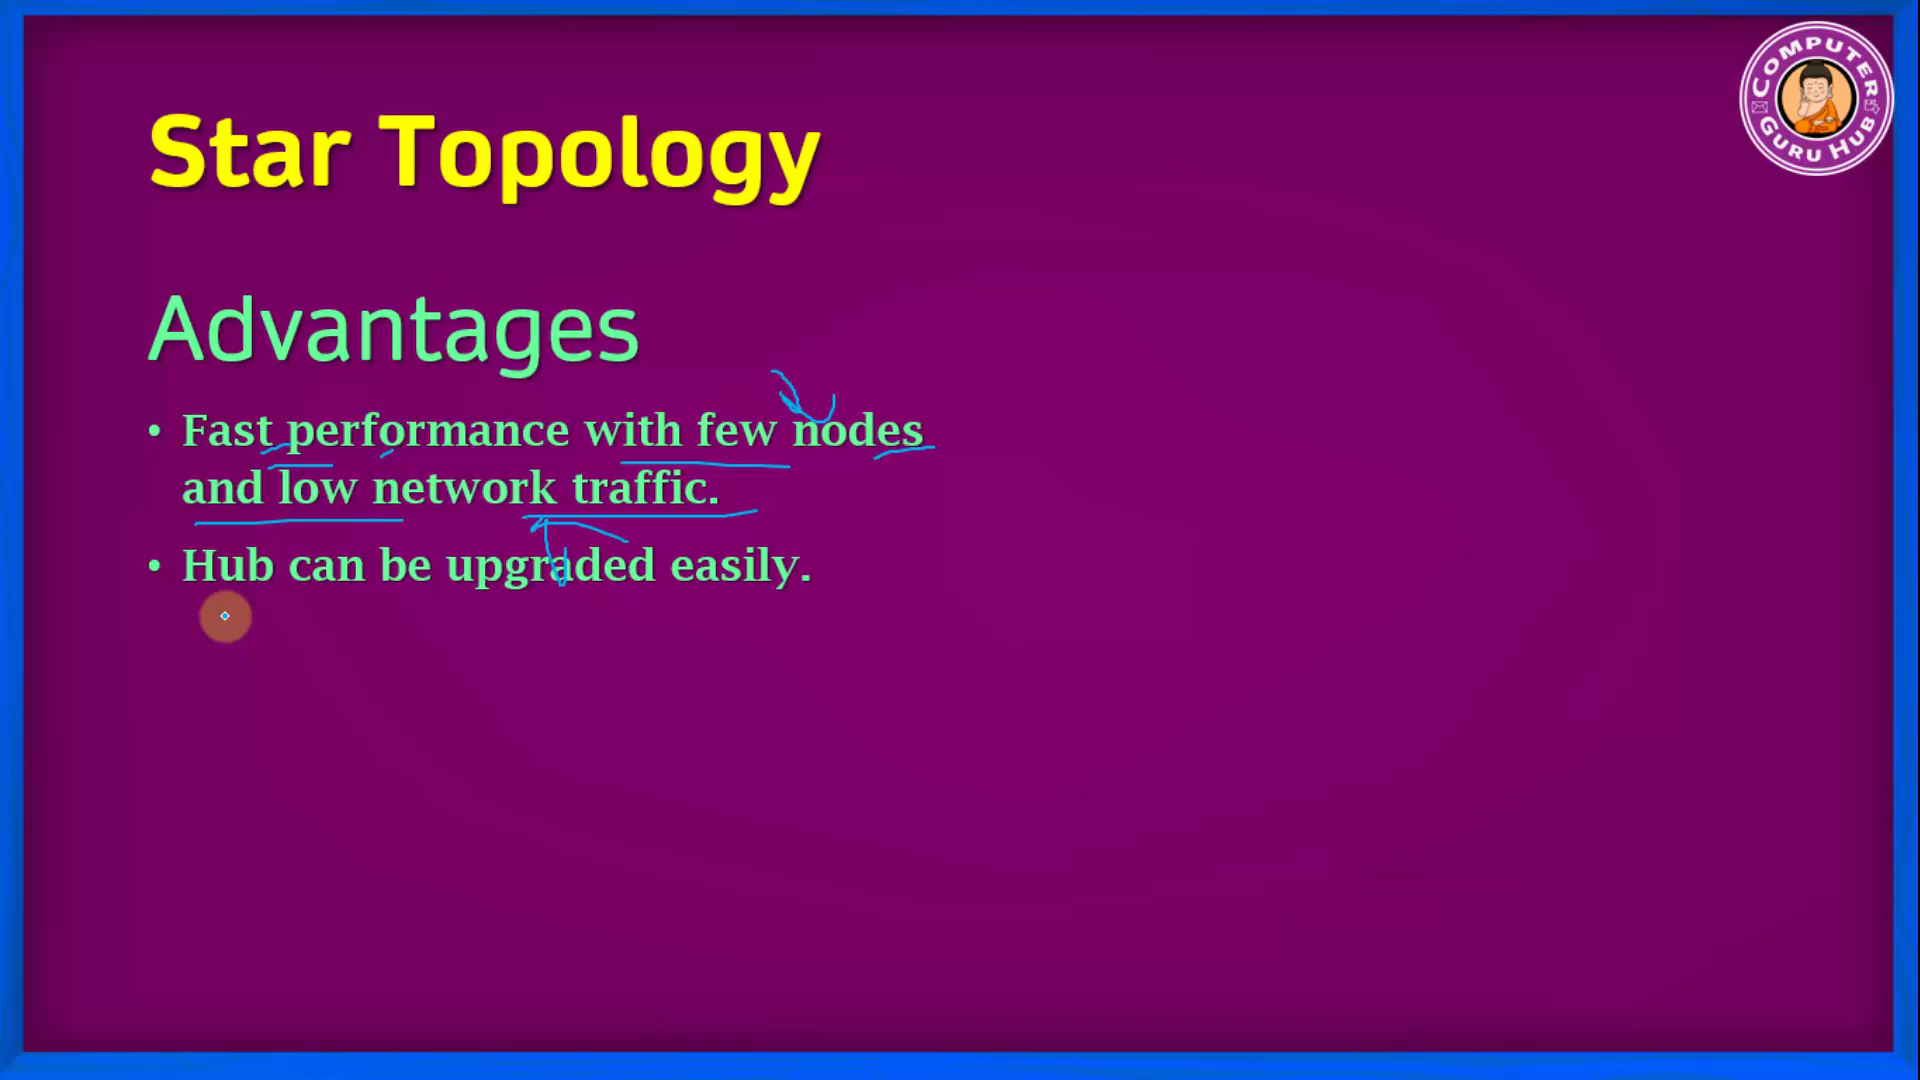 COMPUTER
GURU HUB
Star Topology
Advantages
• Fast performance with few nodes
and low network traffic.
• Hub can be upgraded easily.